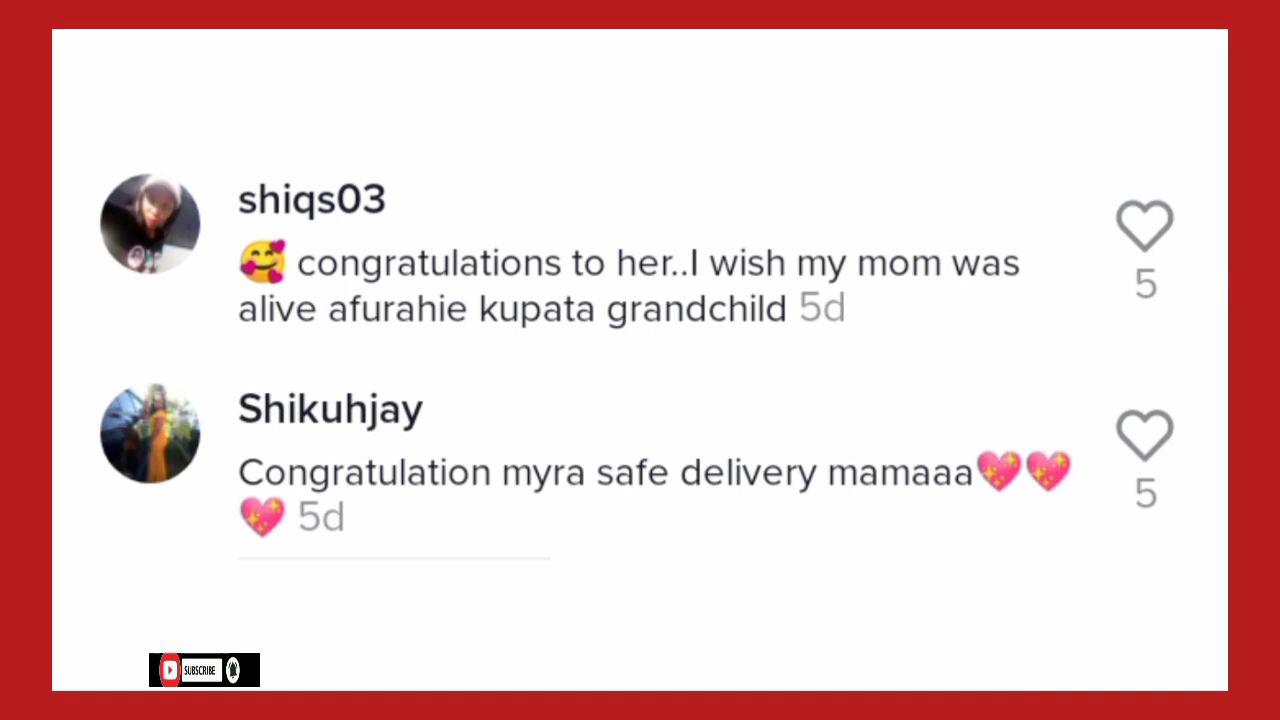 shiqs03
🥰 congratulations to her..I wish my mom was
alive afurahie kupata grandchild 5d
5
Shikuhjay
Congratulation myra safe delivery mamaaa💖💖
💖 5d
5
SUBSCRIBE